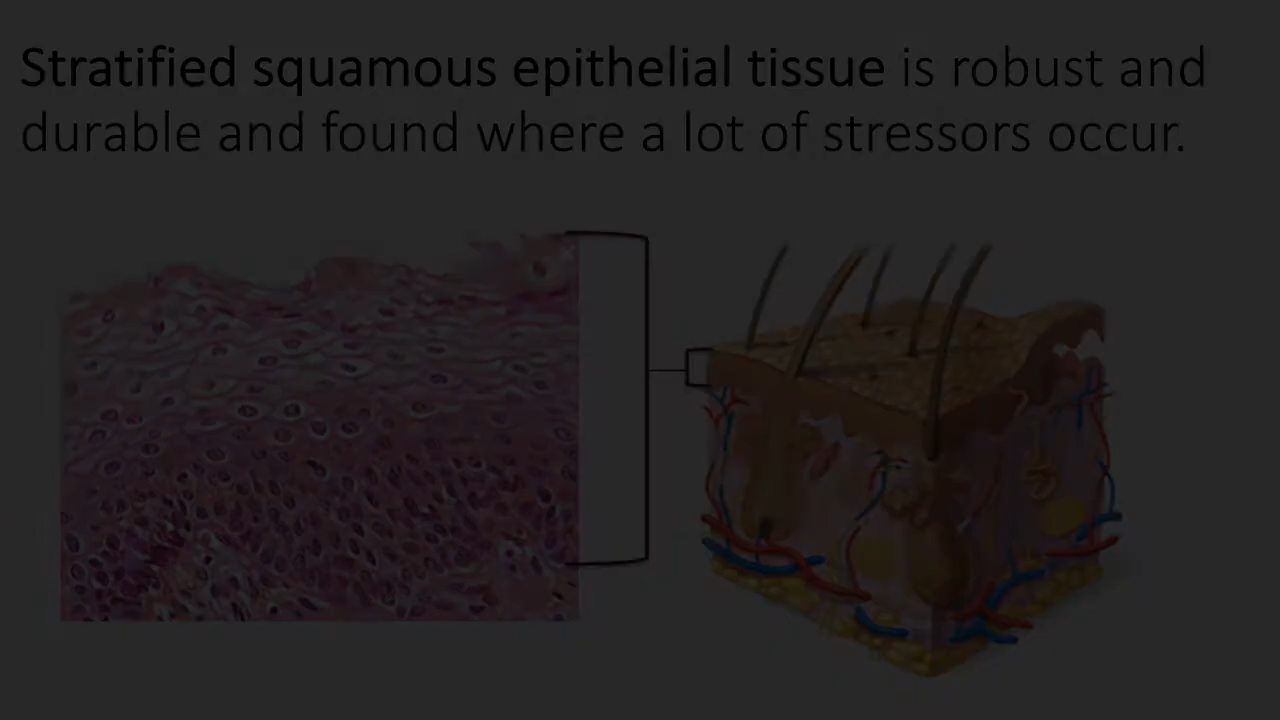 Stratified squamous epithelial tissue is robust and
durable and found where a lot of stressors occur.